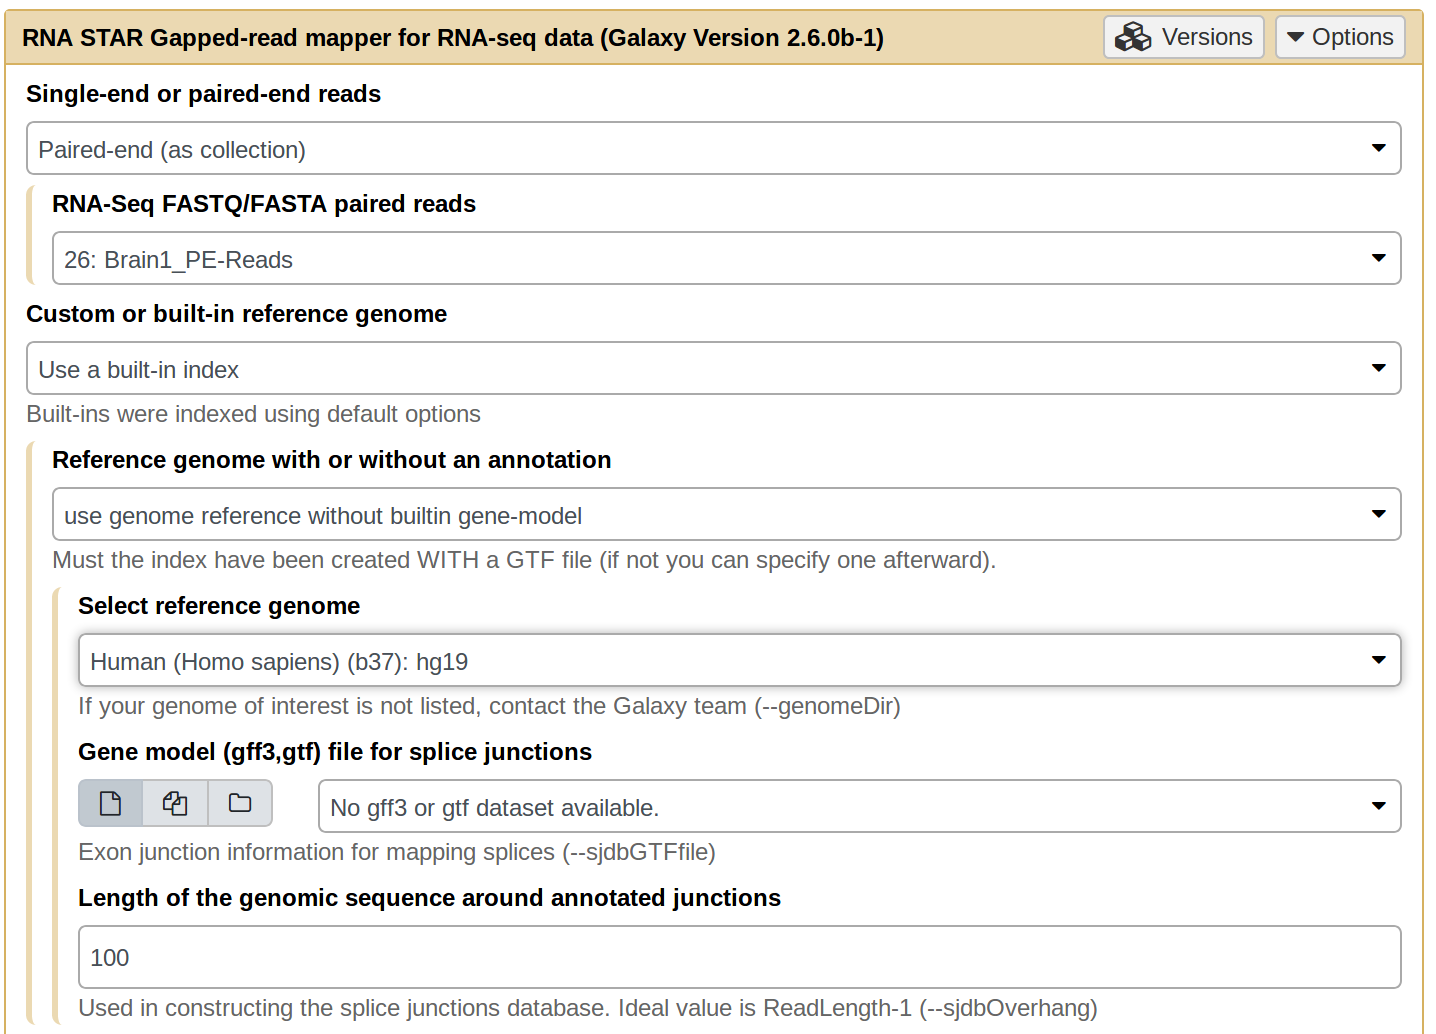 RNA STAR Gapped-read mapper for RNA-seq data (Galaxy Version 2.6.0b-1) Versions Options
Single-end or paired-end reads
Paired-end (as collection)
RNA-Seq FASTQ/FASTA paired reads
26: Brain1_PE-Reads
Custom or built-in reference genome
Use a built-in index
Built-ins were indexed using default options
Reference genome with or without an annotation
use genome reference without builtin gene-model
Must the index have been created WITH a GTF file (if not you can specify one afterward).
Select reference genome
Human (Homo sapiens) (b37): hg19
If your genome of interest is not listed, contact the Galaxy team (--genomeDir)
Gene model (gff3,gtf) file for splice junctions
No gff3 or gtf dataset available.
Exon junction information for mapping splices (--sjdbGTFfile)
Length of the genomic sequence around annotated junctions
100
Used in constructing the splice junctions database. Ideal value is ReadLength-1 (--sjdbOverhang)